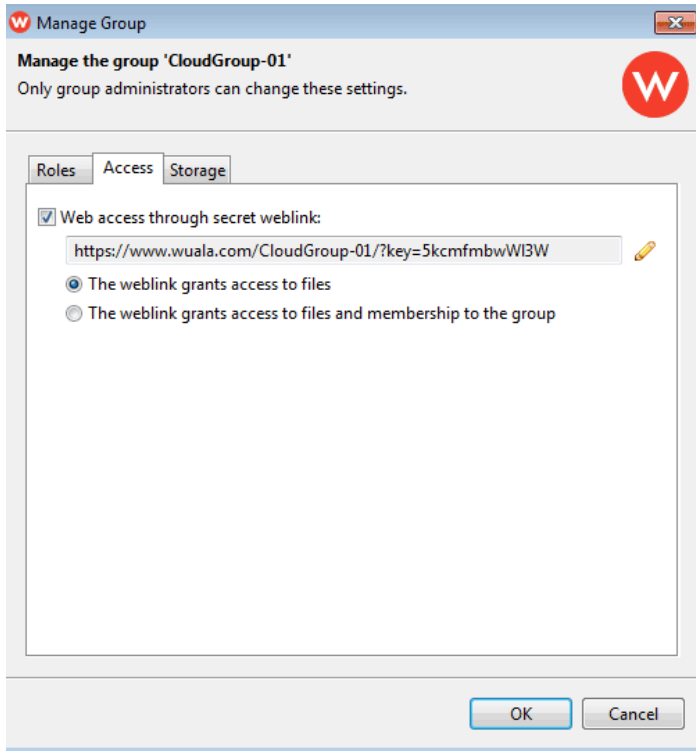 Manage Group
Manage the group 'CloudGroup-01'
Only group administrators can change these settings.
Roles Access Storage
Web access through secret weblink:
https://www.wuala.com/CloudGroup-01/?key=5kcmfmbwWI3W
The weblink grants access to files
The weblink grants access to files and membership to the group
OK Cancel